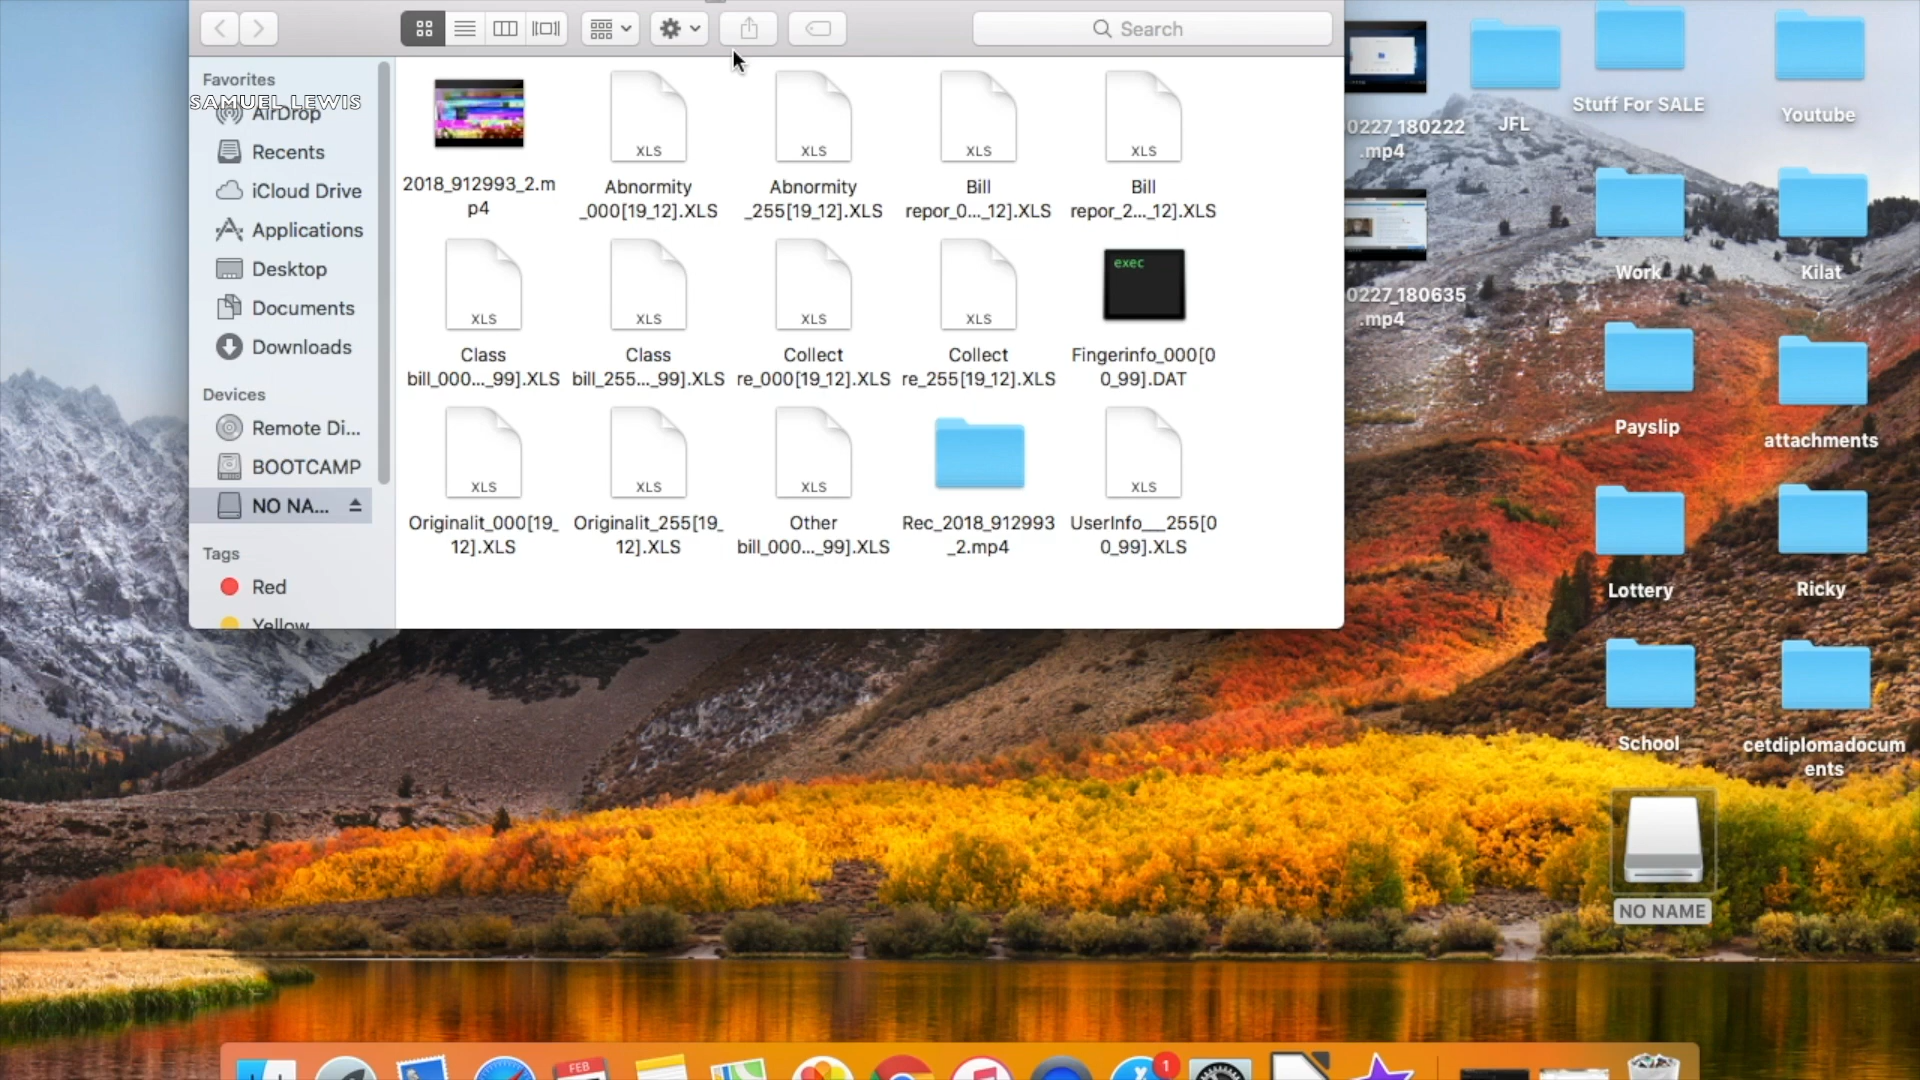 Search
Favorites
SAMUEL LEWIS
AirDrop
Recents
iCloud Drive
Applications
Desktop
Documents
Downloads
Devices
Remote Di...
BOOTCAMP
NO NA...
Tags
Red
Yellow
2018_912993_2.m
p4
Abnormity
_000[19_12].XLS
Abnormity
_255[19_12].XLS
Bill
repor_0..._12].XLS
Bill
repor_2..._12].XLS
XLS
XLS
XLS
XLS
Class
bill_000..._99].XLS
Class
bill_255..._99].XLS
Collect
re_000[19_12].XLS
Collect
re_255[19_12].XLS
exec
Fingerinfo_000[0
0_99].DAT
XLS
XLS
XLS
XLS
Originalit_000[19_
12].XLS
Originalit_255[19_
12].XLS
Other
bill_000..._99].XLS
Rec_2018_912993
_2.mp4
UserInfo___255[0
0_99].XLS
XLS
XLS
XLS
XLS
0227_180222
.mp4
JFL
Stuff For SALE
Youtube
0227_180635
.mp4
Work
Kilat
Payslip
attachments
Lottery
Ricky
School
cetdiplomadocum
ents
NO NAME
FEB
1